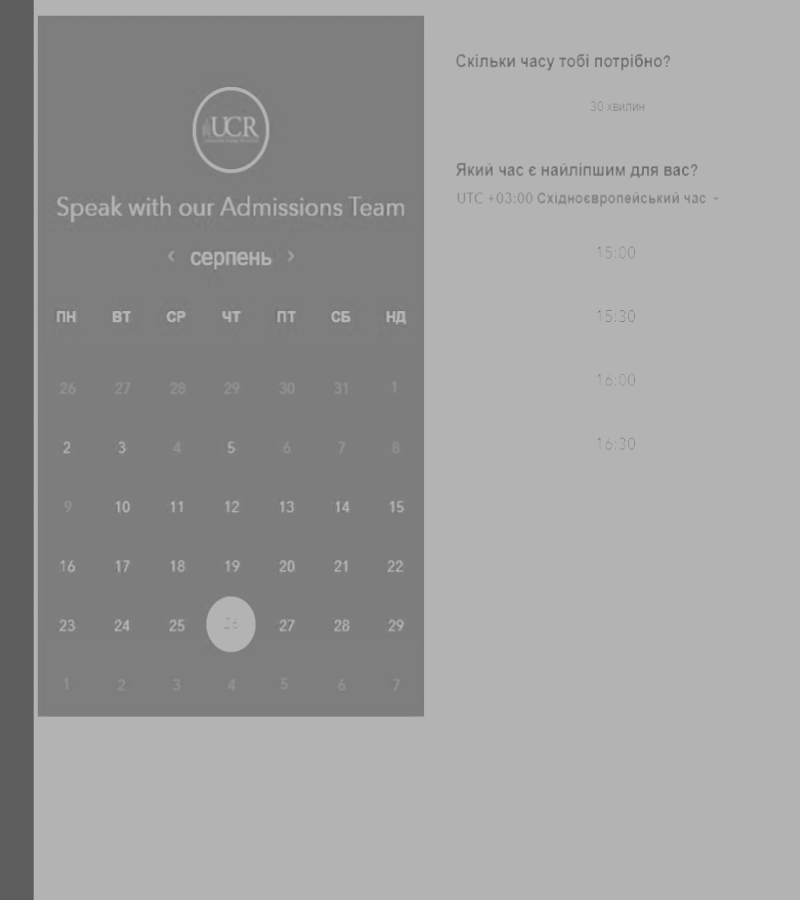 UCR
Speak with our Admissions Team
‹ серпень ›
ПН ВТ СР ЧТ ПТ СБ НД
26 27 28 29 30 31 1
2 3 4 5 6 7 8
9 10 11 12 13 14 15
16 17 18 19 20 21 22
23 24 25 26 27 28 29
1 2 3 4 5 6 7
Скільки часу тобі потрібно?
30 хвилин
Який час є найліпшим для вас?
UTC +03:00 Східноєвропейський час
15:00
15:30
16:00
16:30